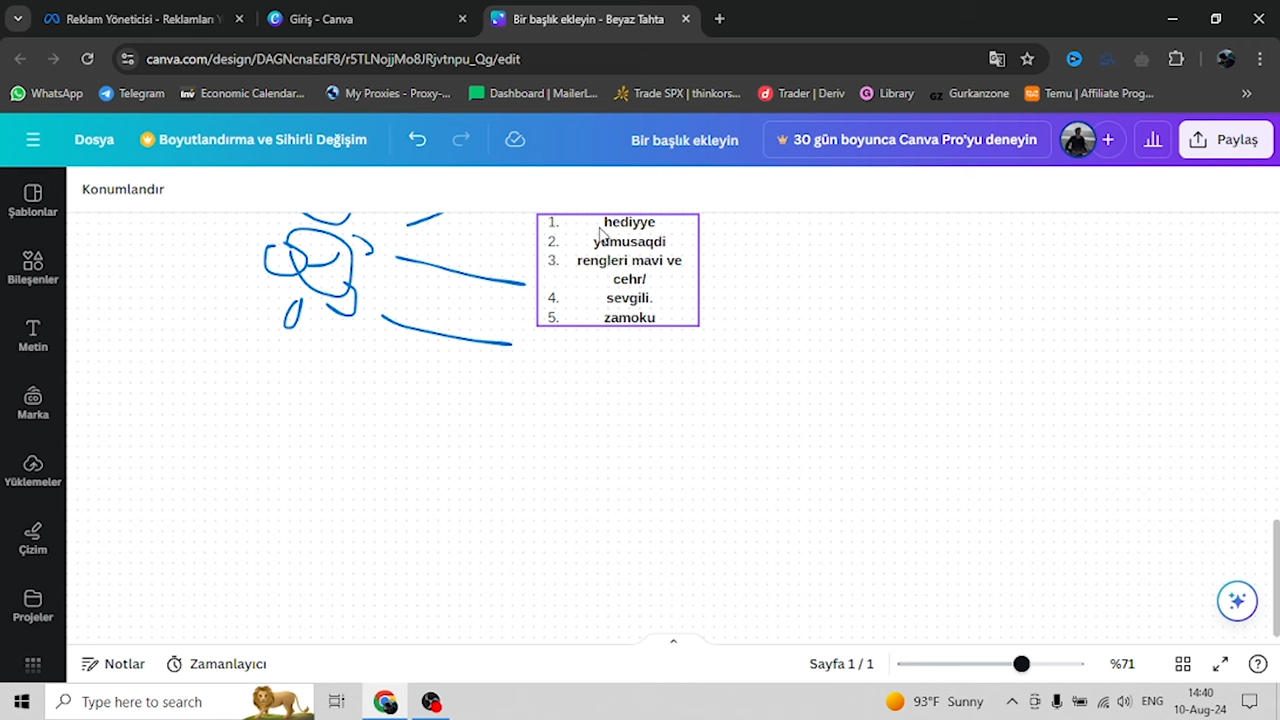 Reklam Yöneticisi - Reklamları Y
Giriş - Canva
Bir başlık ekleyin - Beyaz Tahta
canva.com/design/DAGNcnaEdF8/r5TLNojjMo8JRjvtnpu_Qg/edit
WhatsApp
Telegram
Economic Calendar...
My Proxies - Proxy-...
Dashboard | MailerL...
Trade SPX | thinkors...
Trader | Deriv
Library
Gurkanzone
Temu | Affiliate Prog...
Dosya
Boyutlandırma ve Sihirli Değişim
Bir başlık ekleyin
30 gün boyunca Canva Pro'yu deneyin
Paylaş
Şablonlar
Bileşenler
Metin
Marka
Yüklemeler
Çizim
Projeler
Konumlandır
1. hediyye
2. yumusaqdi
3. rengleri mavi ve
cehr/
4. sevgili.
5. zamoku
Notlar
Zamanlayıcı
Sayfa 1 / 1
%71
Type here to search
93°F Sunny
ENG
14:40
10-Aug-24